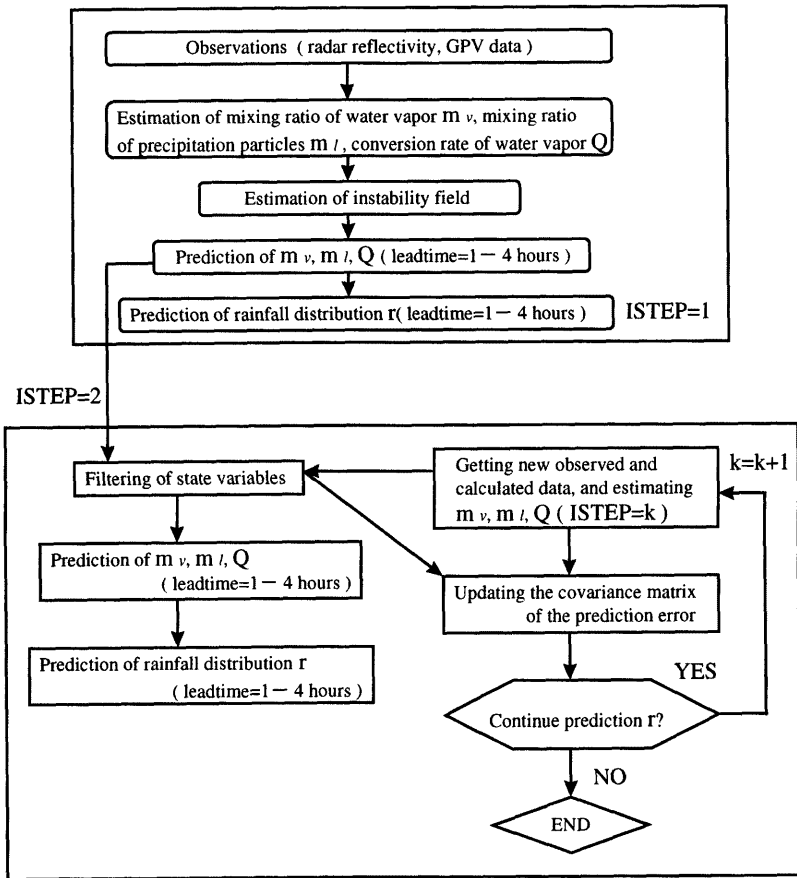 Observations ( radar reflectivity, GPV data )
Estimation of mixing ratio of water vapor m v, mixing ratio
of precipitation particles m l, conversion rate of water vapor Q
Estimation of instability field
Prediction of m v, m l, Q ( leadtime=1− 4 hours )
Prediction of rainfall distribution r( leadtime=1− 4 hours )
ISTEP=1
ISTEP=2
Filtering of state variables
Prediction of m v, m l, Q
( leadtime=1− 4 hours )
Prediction of rainfall distribution r
( leadtime=1− 4 hours )
Getting new observed and
calculated data, and estimating
m v, m l, Q ( ISTEP=k )
k=k+1
Updating the covariance matrix
of the prediction error
YES
Continue prediction r?
NO
END